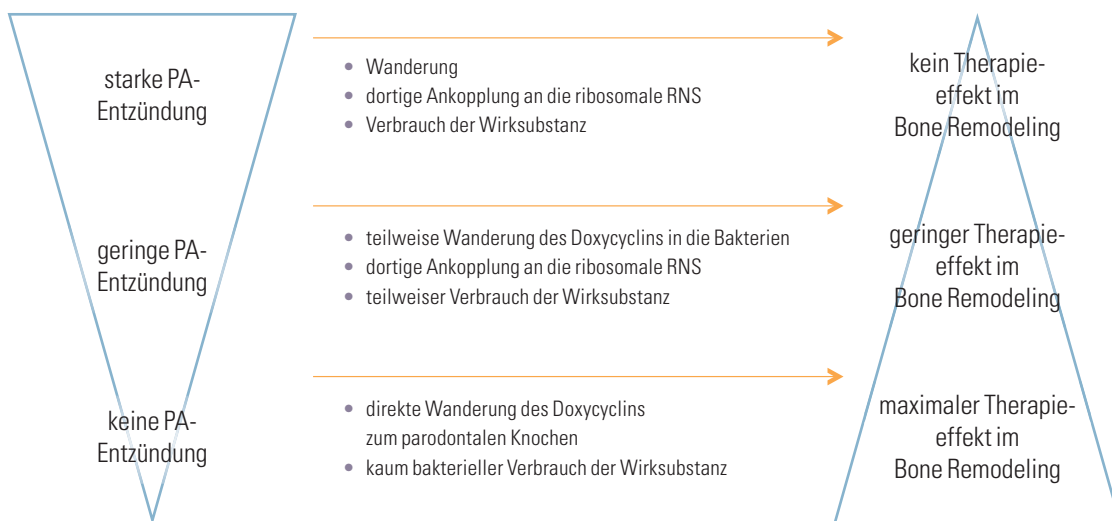 starke PA-
Entzündung
• Wanderung
• dortige Ankopplung an die ribosomale RNS
• Verbrauch der Wirksubstanz
kein Therapie-
effekt im
Bone Remodeling
geringe PA-
Entzündung
• teilweise Wanderung des Doxycyclins in die Bakterien
• dortige Ankopplung an die ribosomale RNS
• teilweiser Verbrauch der Wirksubstanz
geringer Therapie-
effekt im
Bone Remodeling
keine PA-
Entzündung
• direkte Wanderung des Doxycyclins
zum parodontalen Knochen
• kaum bakterieller Verbrauch der Wirksubstanz
maximaler Therapie-
effekt im
Bone Remodeling